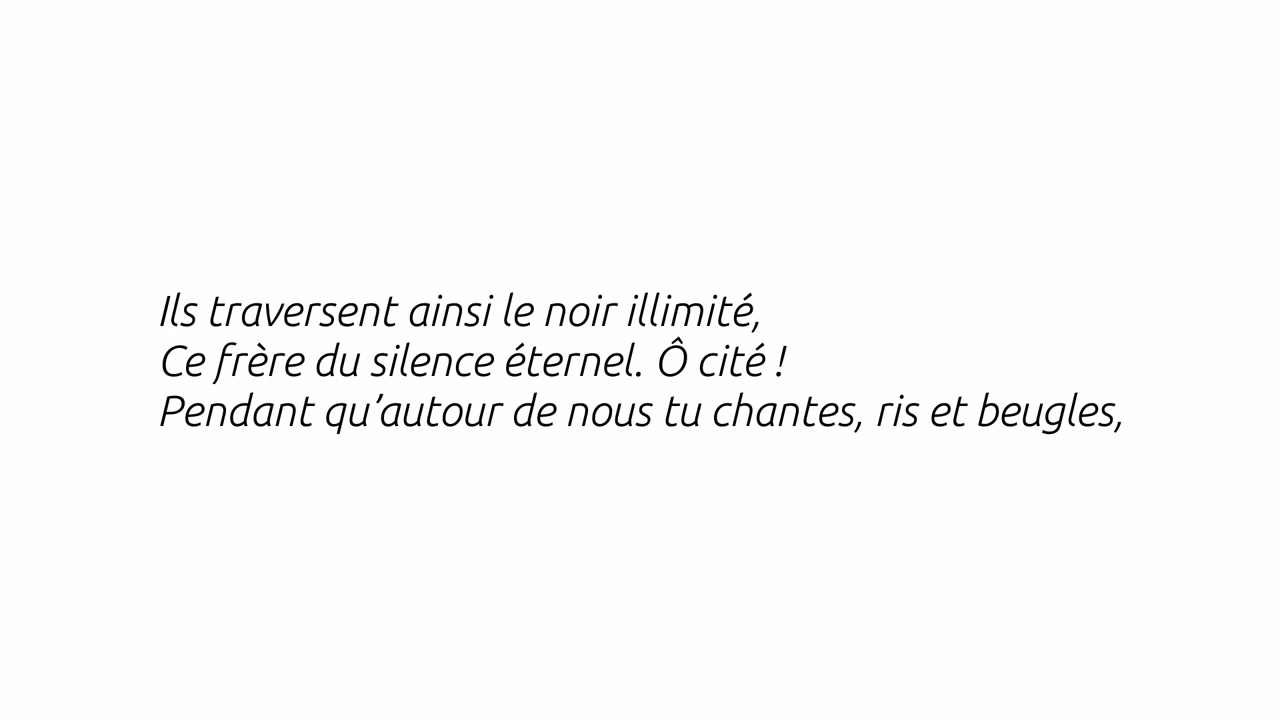 Ils traversent ainsi le noir illimité,
Ce frère du silence éternel. Ô cité !
Pendant qu’autour de nous tu chantes, ris et beugles,